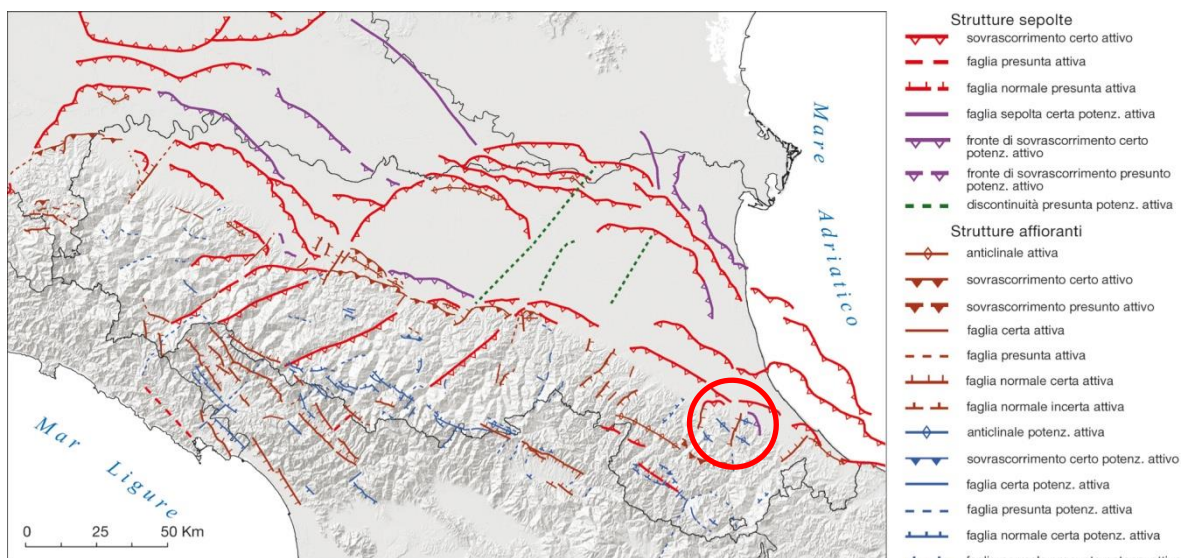 Strutture sepolte
sovrascorrimento certo attivo
faglia presunta attiva
faglia normale presunta attiva
faglia sepolta certa potenz. attiva
fronte di sovrascorrimento certo
potenz. attivo
fronte di sovrascorrimento presunto
potenz. attivo
discontinuità presunta potenz. attiva
Strutture affioranti
anticlinale attiva
sovrascorrimento certo attivo
sovrascorrimento presunto attivo
faglia certa attiva
faglia presunta attiva
faglia normale certa attiva
faglia normale incerta attiva
anticlinale potenz. attiva
sovrascorrimento certo potenz. attivo
faglia certa potenz. attiva
faglia presunta potenz. attiva
faglia normale certa potenz. attiva
Mare
Adriatico
Mar Ligure
0 25 50 Km